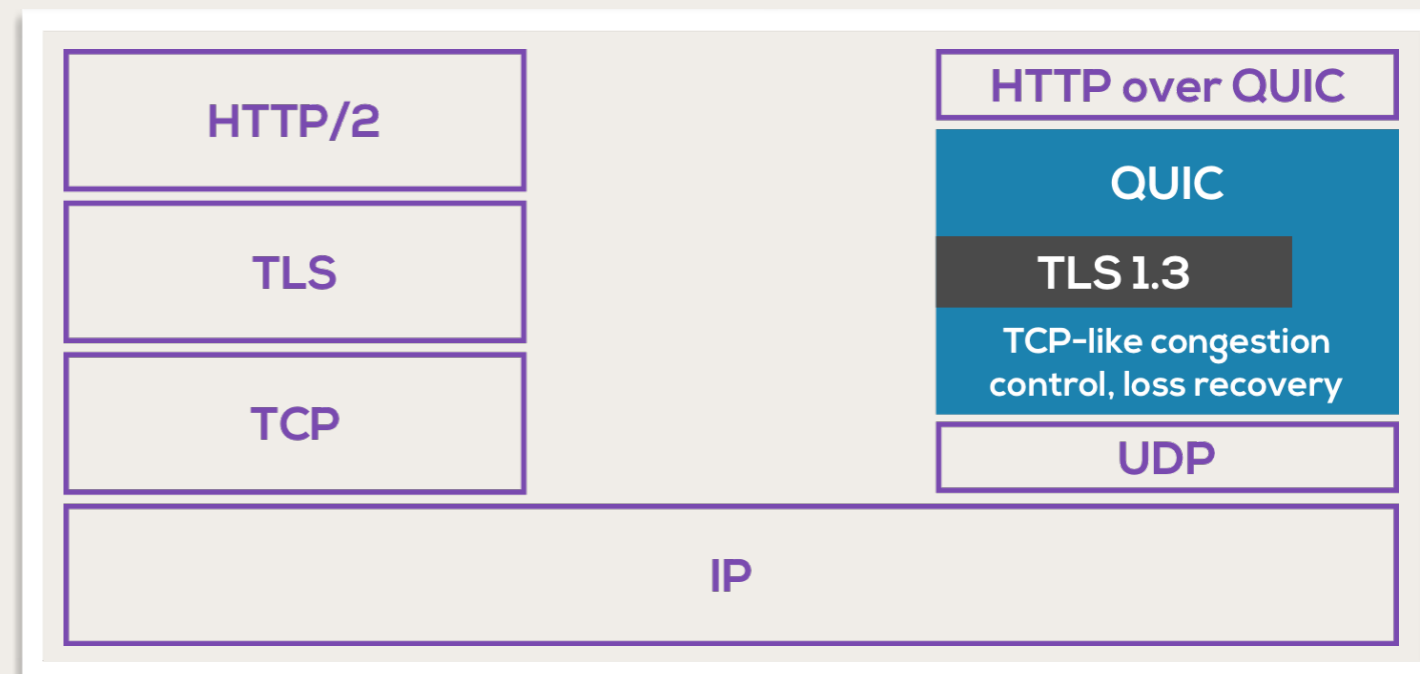 HTTP/2
TLS
TCP
HTTP over QUIC
QUIC
TLS 1.3
TCP-like congestion
control, loss recovery
UDP
IP